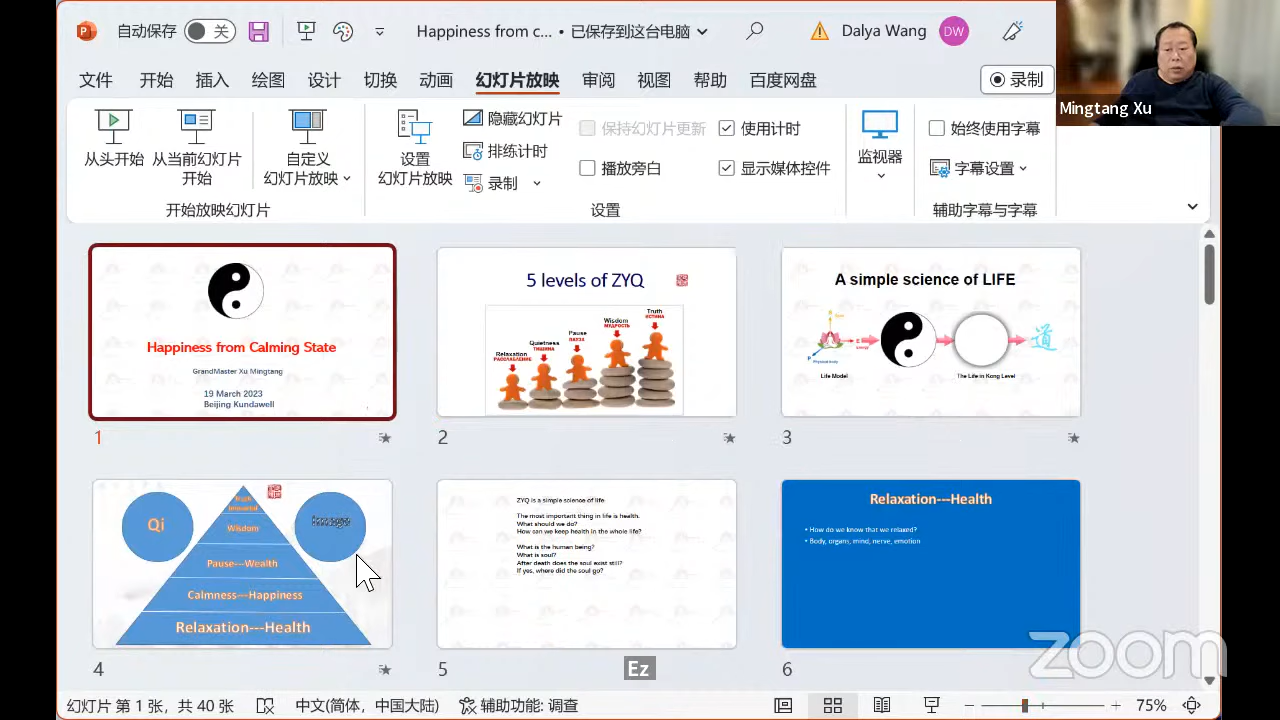 自动保存 关 Happiness from c... • 已保存到这台电脑 Dalya Wang DW
Mingtang Xu
文件 开始 插入 绘图 设计 切换 动画 幻灯片放映 审阅 视图 帮助 百度网盘 录制
从头开始
从当前幻灯片
开始
自定义
幻灯片放映
开始放映幻灯片
设置
幻灯片放映
隐藏幻灯片
排练计时
录制
保持幻灯片更新
使用计时
播放旁白
显示媒体控件
设置
监视器
始终使用字幕
字幕设置
辅助字幕与字幕
Happiness from Calming State
GrandMaster Xu Mingtang
19 March 2023
Beijing Kundawell
1
5 levels of ZYQ
Relaxation
РАССЛАБЛЕНИЕ
Quietness
ТИШИНА
Pause
ПАУЗА
Wisdom
МУДРОСТЬ
Truth
ИСТИНА
2
A simple science of LIFE
道
Life Model
The Life in Kong Level
3
Qi
Wisdom
Pause---Wealth
Calmness---Happiness
Relaxation---Health
4
ZYQ is a simple science of life
The most important thing in life is health.
What should we do?
How can we keep health in the whole life?
What is the human being?
What is soul?
After death does the soul exist still?
If yes, where did the soul go?
5
Relaxation---Health
• How do we know that we relaxed?
• Body, organs, mind, nerve, emotion
6
Ez
zoom
幻灯片 第 1 张，共 40 张 中文(简体，中国大陆) 辅助功能: 调查 75%